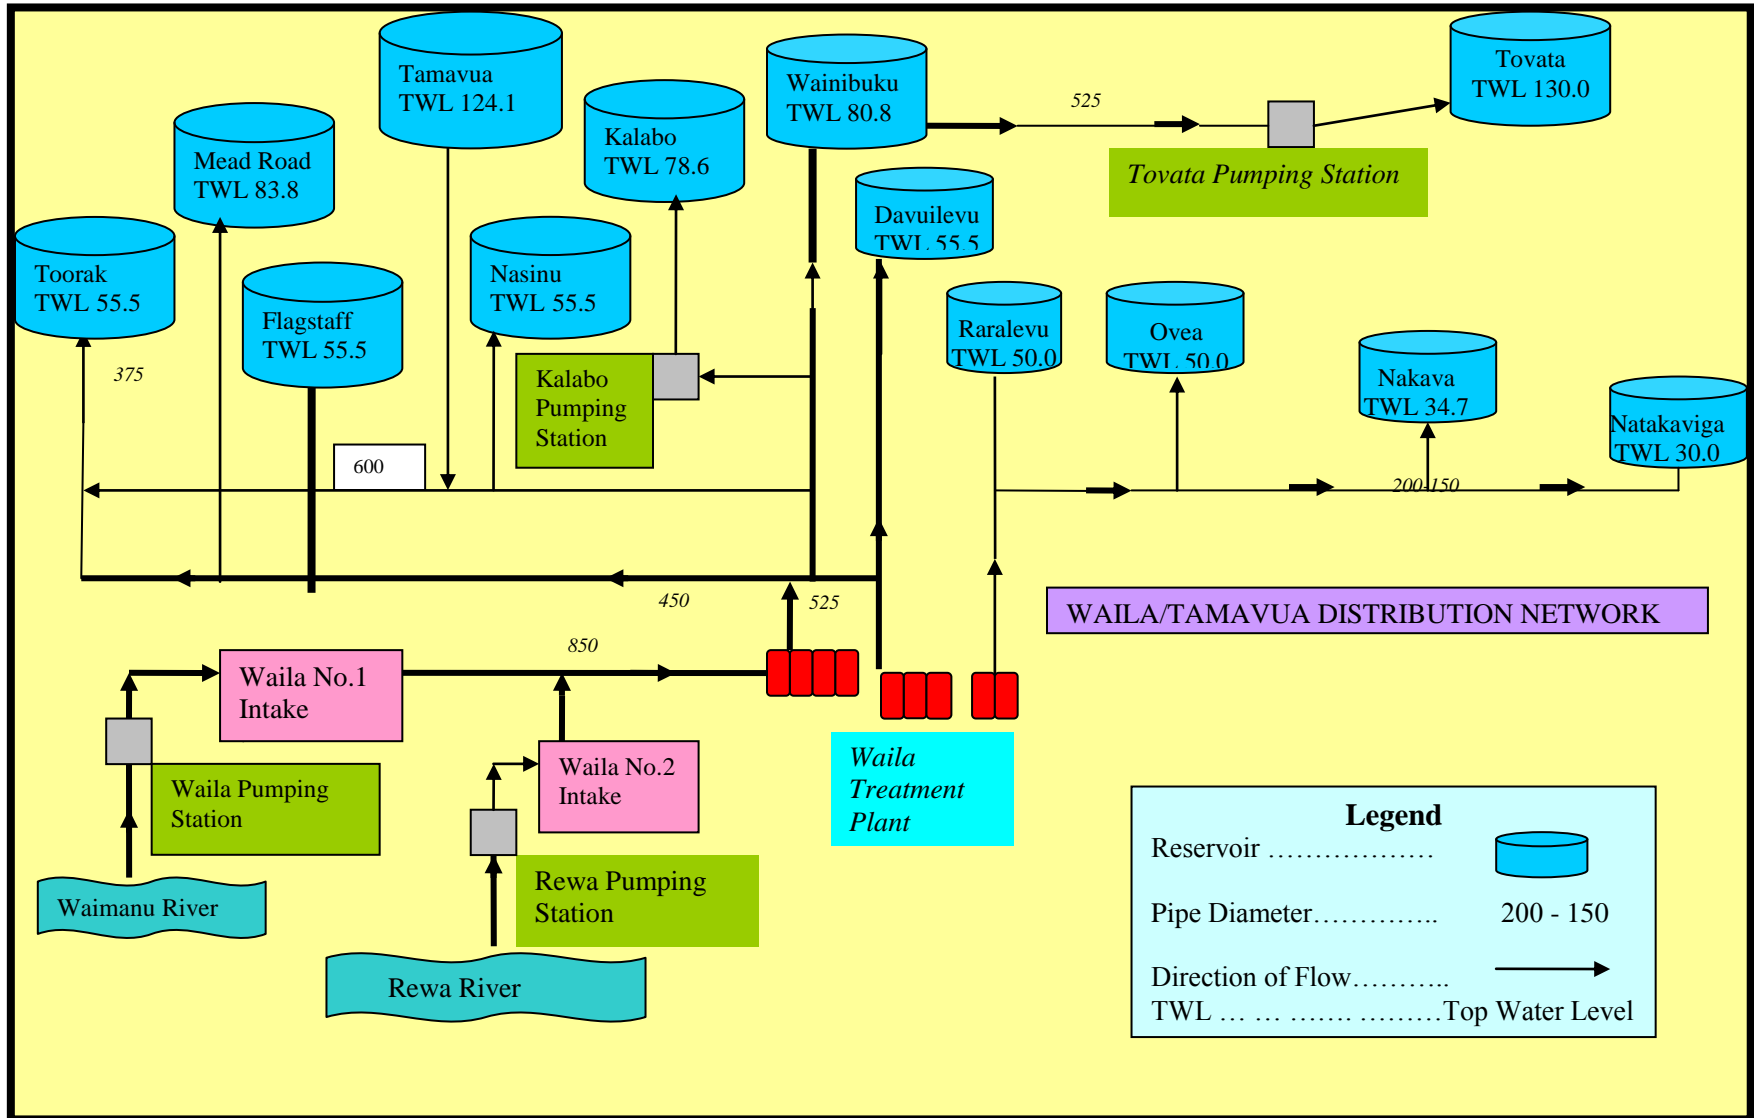 Tamavua
TWL 124.1
Wainibuku
TWL 80.8
525
Tovata
TWL 130.0
Mead Road
TWL 83.8
Kalabo
TWL 78.6
Tovata Pumping Station
Toorak
TWL 55.5
Flagstaff
TWL 55.5
Nasinu
TWL 55.5
Davuilevu
TWL 55.5
Raralevu
TWL 50.0
Ovea
TWL 50.0
Nakava
TWL 34.7
Natakaviga
TWL 30.0
375
Kalabo
Pumping
Station
600
200-150
450
525
WAILA/TAMAVUA DISTRIBUTION NETWORK
850
Waila No.1
Intake
Waila No.2
Intake
Waila Pumping
Station
Waila
Treatment
Plant
Rewa Pumping
Station
Waimanu River
Rewa River
Legend
Reservoir ………………
Pipe Diameter………….. 200 - 150
Direction of Flow………..
TWL … … ……. ………Top Water Level